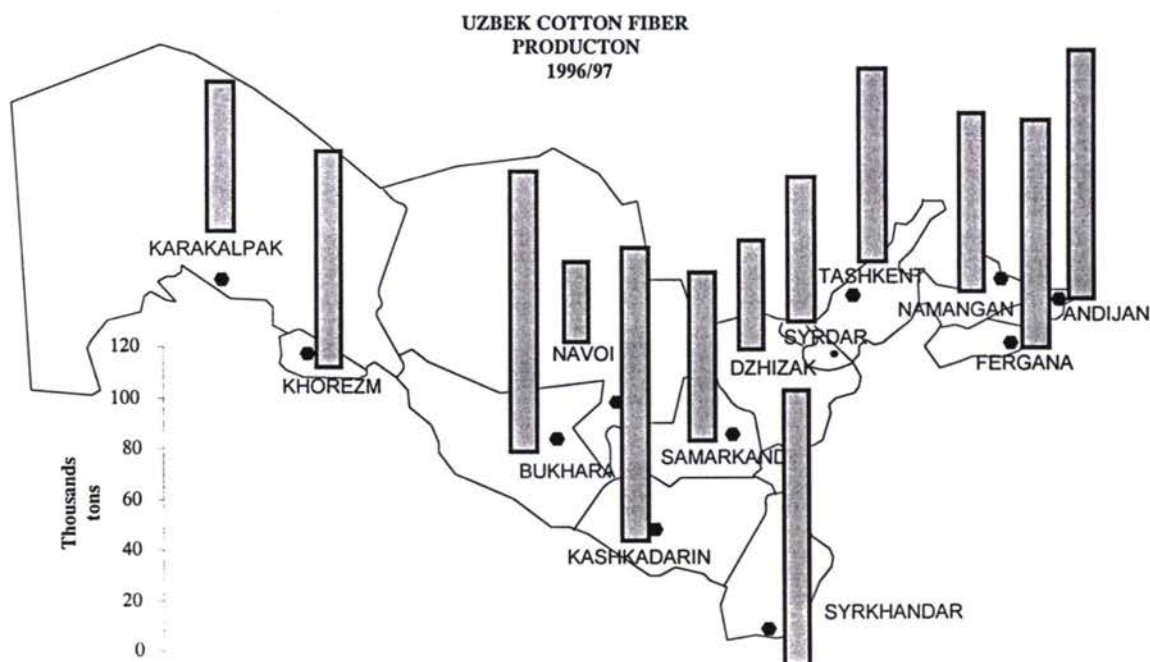 UZBEK COTTON FIBER
PRODUCTON
1996/97
KARAKALPAK
TASHKENT
NAMANGAN
ANDIJAN
SYRDAR
NAVOI
DZHIZAK
FERGANA
KHOREZM
BUKHARA
SAMARKAND
KASHKADARIN
SYRKHANDAR
Thousands
tons
120
100
80
60
40
20
0